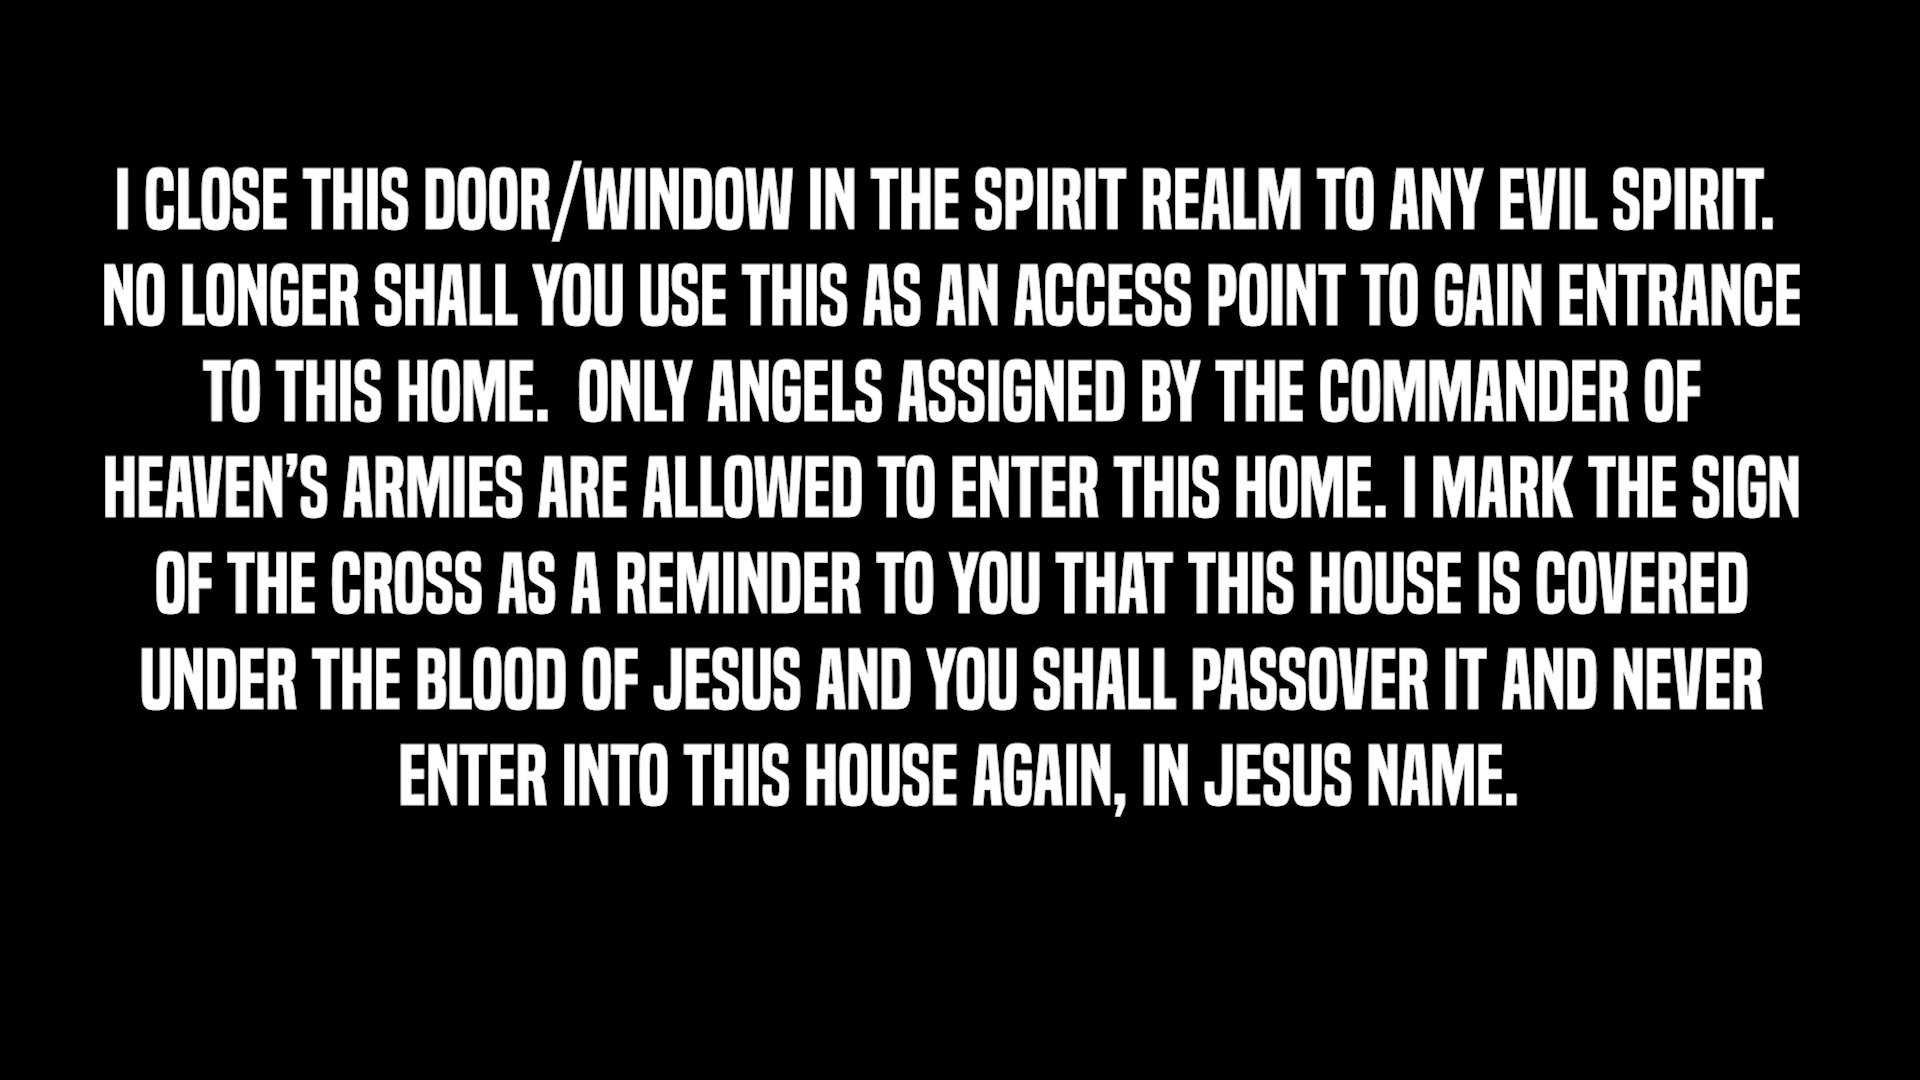 I CLOSE THIS DOOR/WINDOW IN THE SPIRIT REALM TO ANY EVIL SPIRIT.
NO LONGER SHALL YOU USE THIS AS AN ACCESS POINT TO GAIN ENTRANCE
TO THIS HOME.  ONLY ANGELS ASSIGNED BY THE COMMANDER OF
HEAVEN’S ARMIES ARE ALLOWED TO ENTER THIS HOME. I MARK THE SIGN
OF THE CROSS AS A REMINDER TO YOU THAT THIS HOUSE IS COVERED
UNDER THE BLOOD OF JESUS AND YOU SHALL PASSOVER IT AND NEVER
ENTER INTO THIS HOUSE AGAIN, IN JESUS NAME.